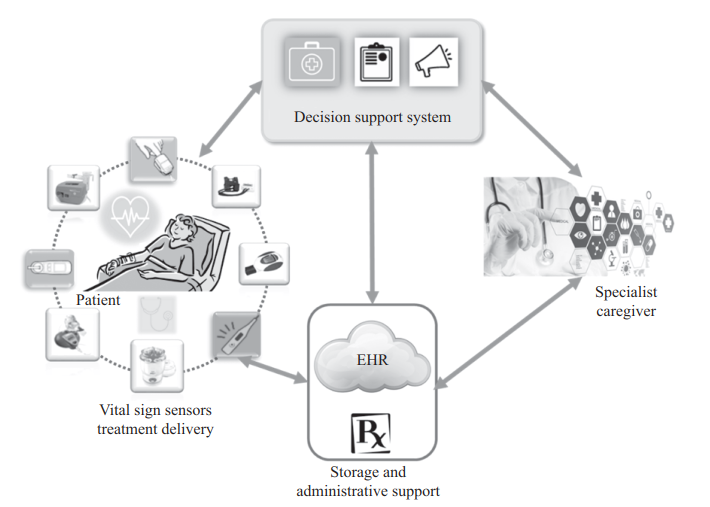 Decision support system
Patient
Specialist
caregiver
EHR
Vital sign sensors
treatment delivery
Rx
Storage and
administrative support